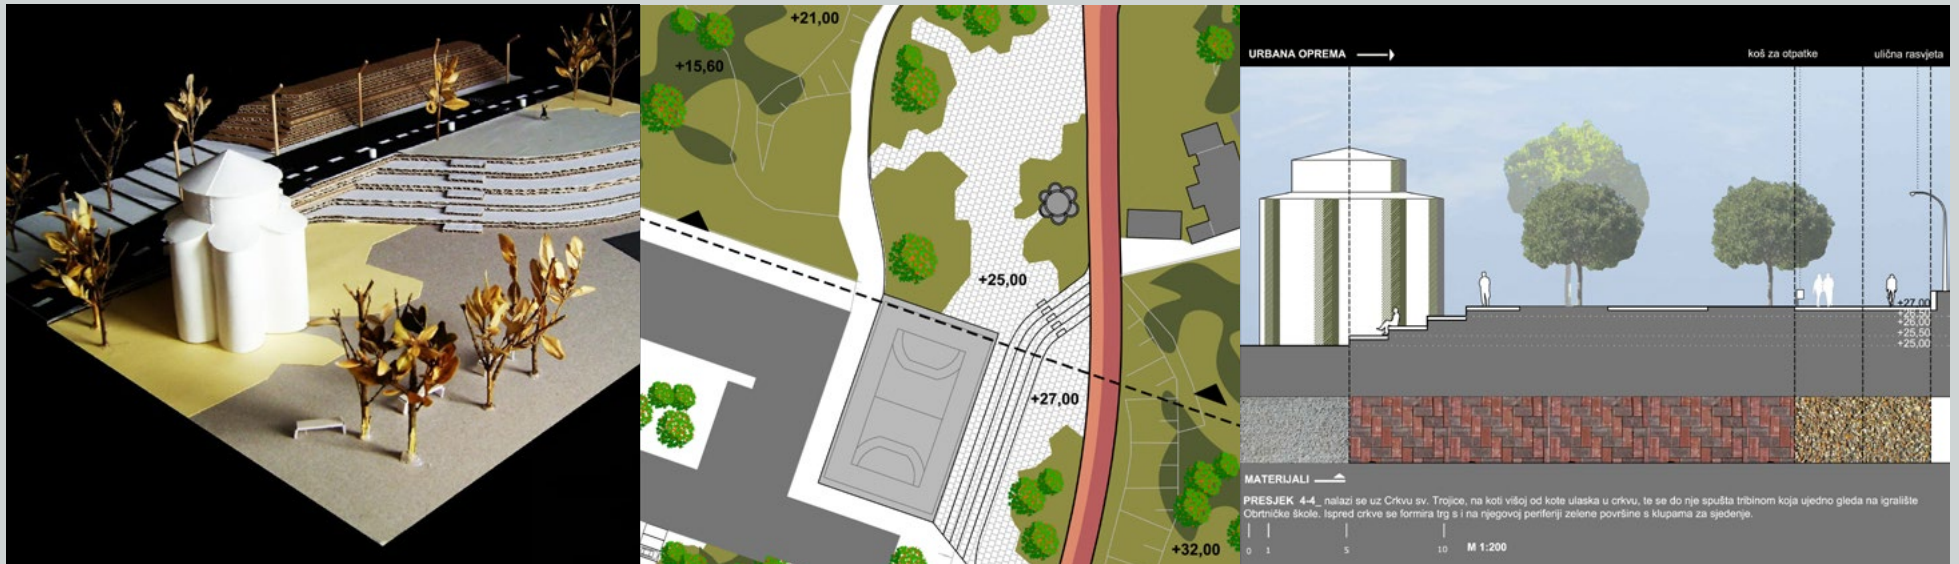 +21,00
+15,60
+25,00
+27,00
+32,00
URBANA OPREMA
koš za otpatke
ulična rasvjeta
+27,00
+26,50
+26,00
+25,50
+25,00
MATERIJALI
PRESJEK 4-4_ nalazi se uz Crkvu sv. Trojice, na koti višoj od kote ulaska u crkvu, te se do nje spušta tribinom koja ujedno gleda na igralište
Obrtničke škole. Ispred crkve se formira trg s i na njegovoj periferiji zelene površine s klupama za sjedenje.
0 1 5 10 M 1:200